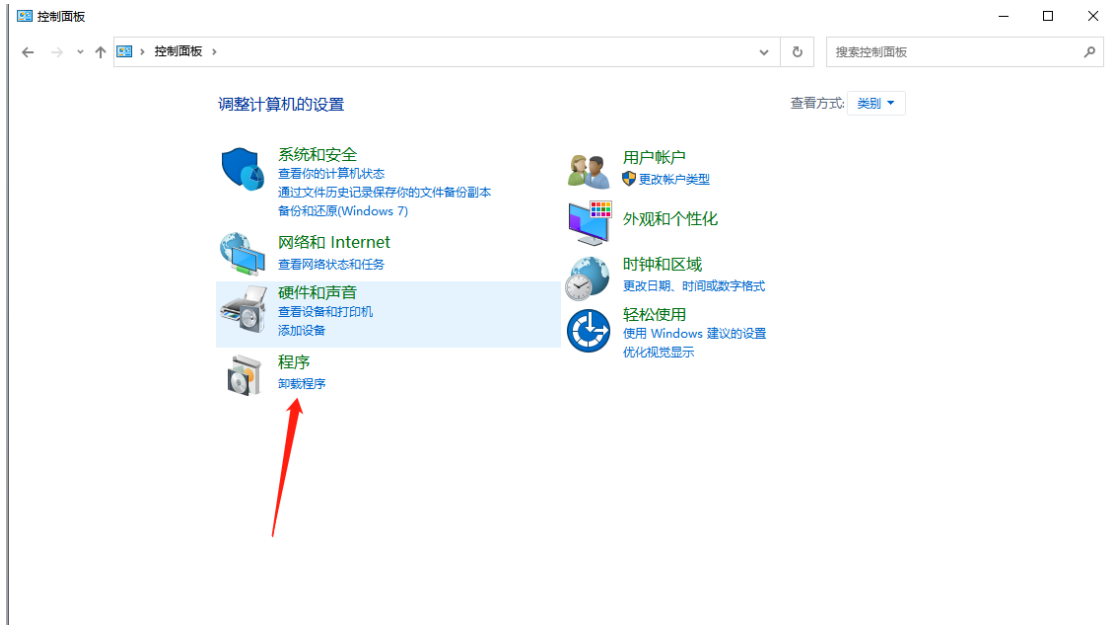 控制面板
控制面板
搜索控制面板
调整计算机的设置
查看方式: 类别
系统和安全
查看你的计算机状态
通过文件历史记录保存你的文件备份副本
备份和还原(Windows 7)
网络和 Internet
查看网络状态和任务
硬件和声音
查看设备和打印机
添加设备
程序
卸载程序
用户帐户
更改帐户类型
外观和个性化
时钟和区域
更改日期、时间或数字格式
轻松使用
使用 Windows 建议的设置
优化视觉显示